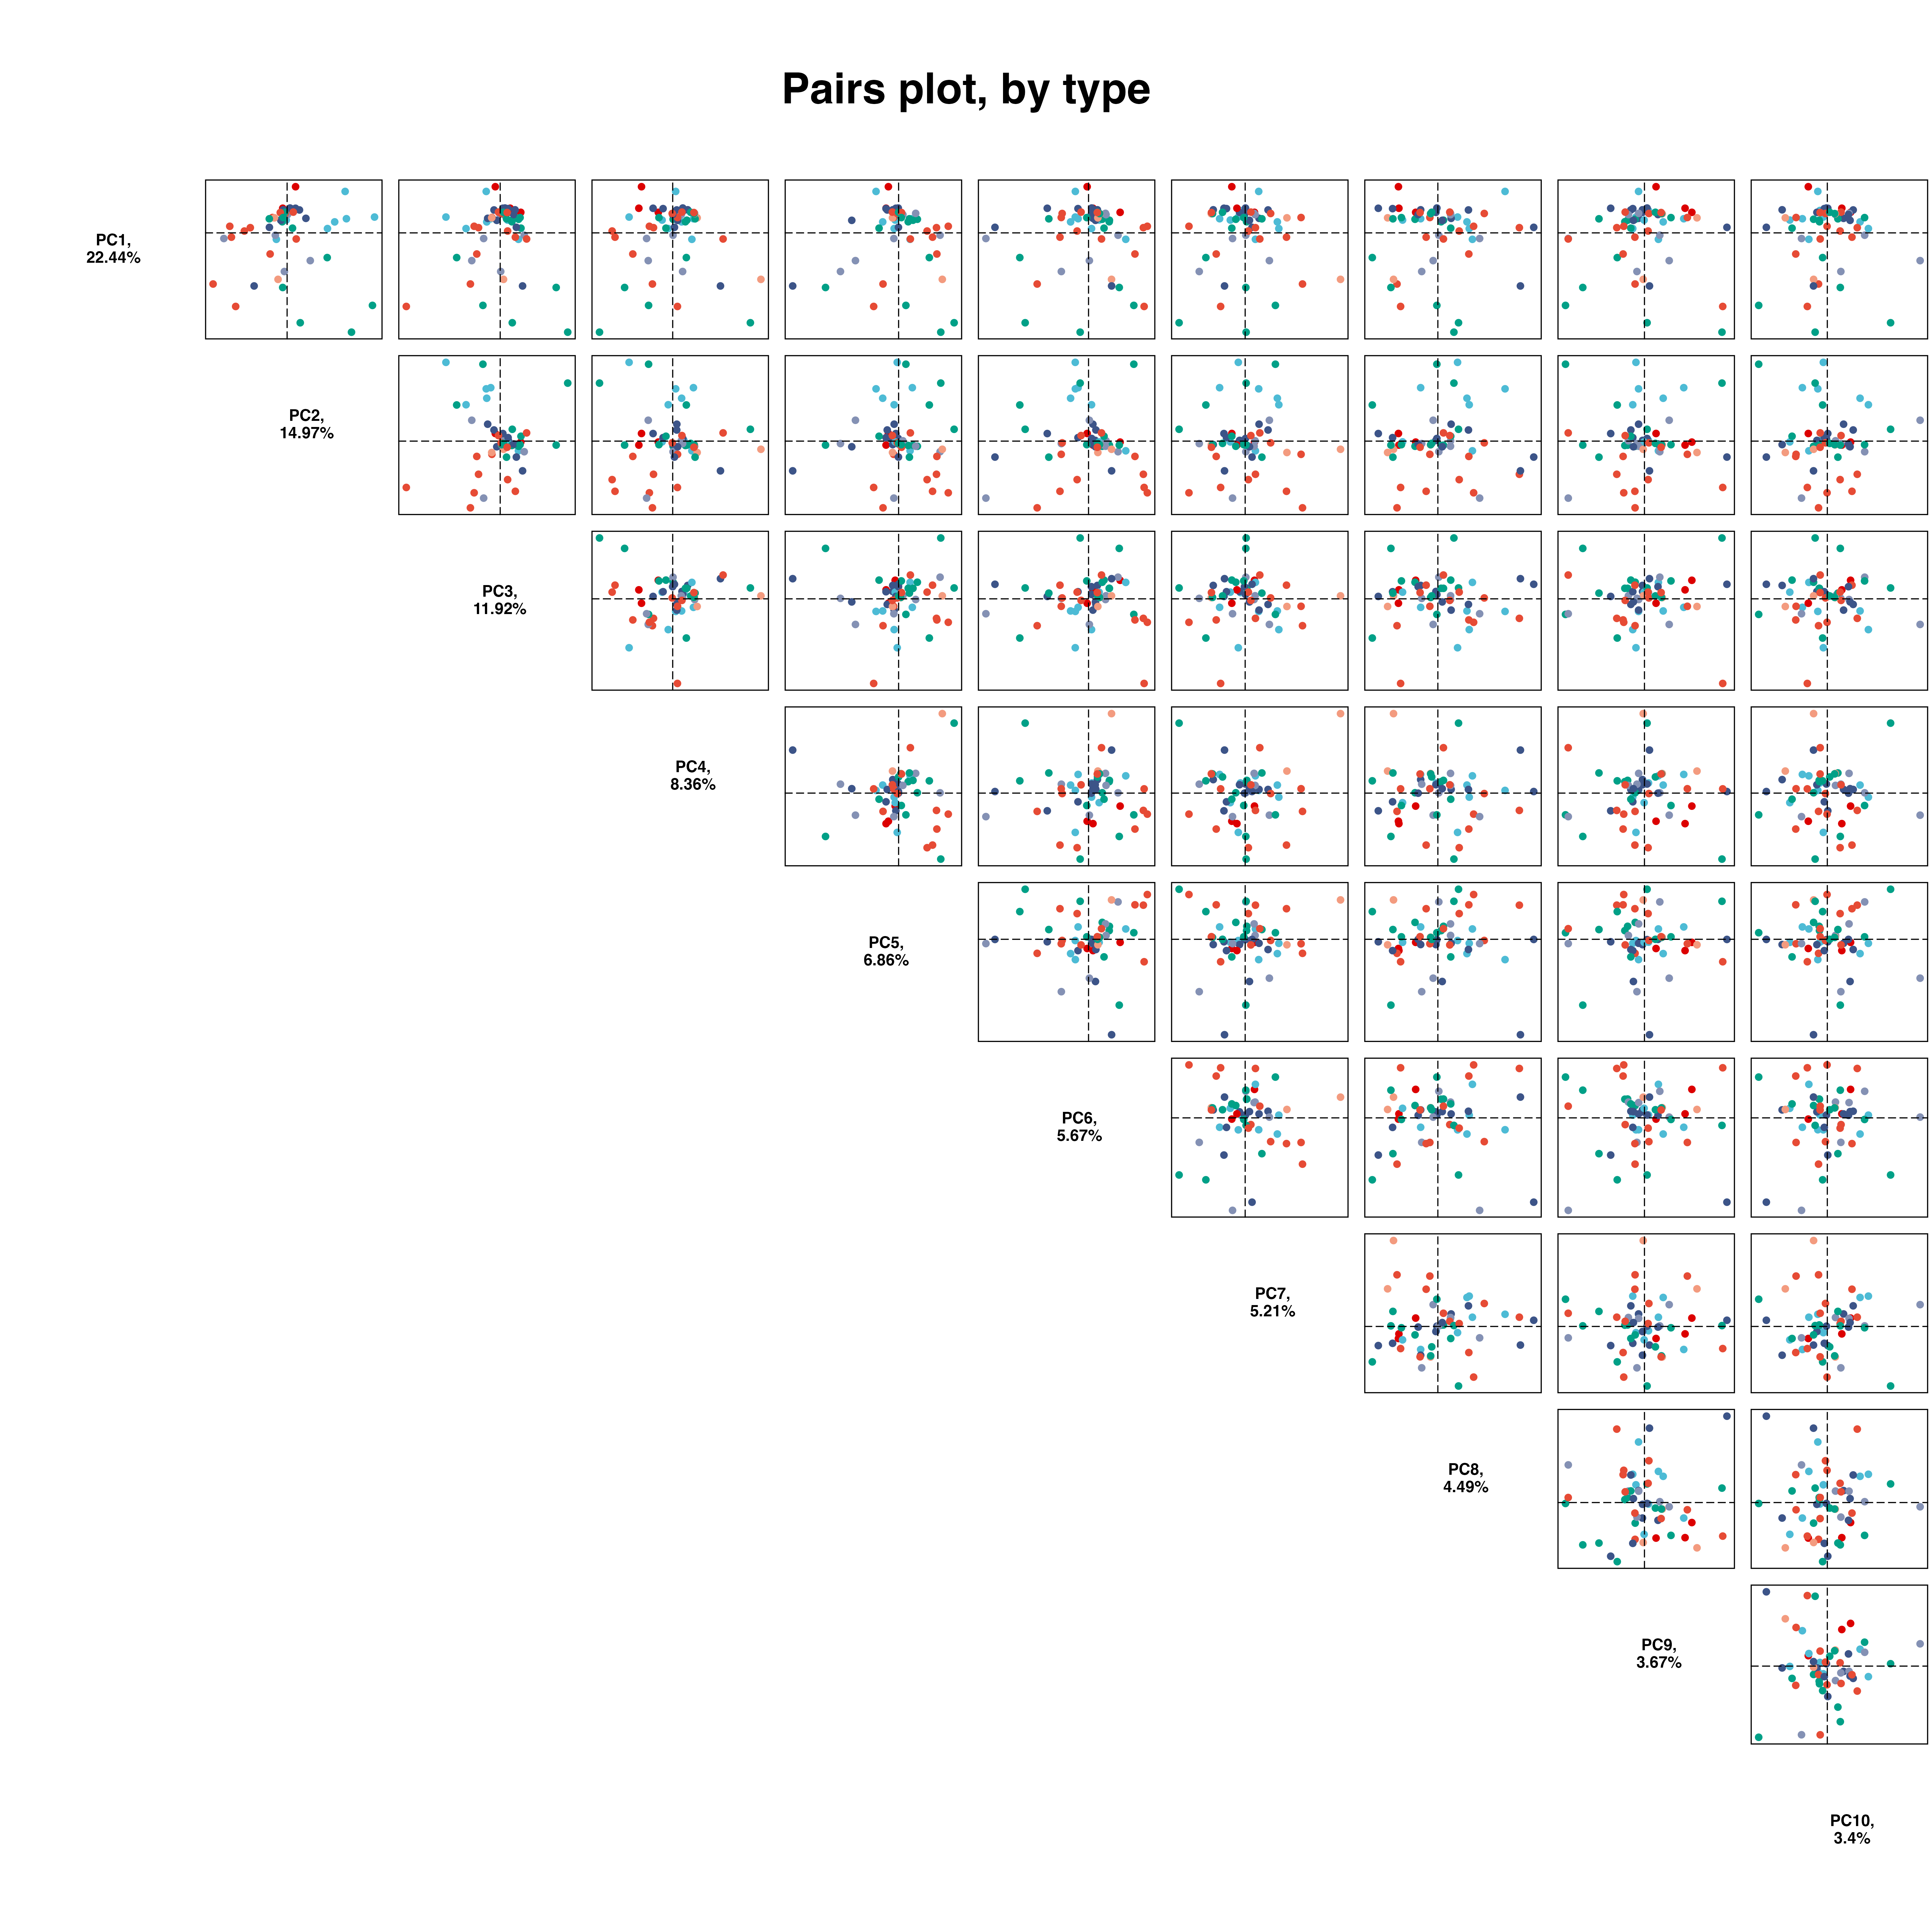 Pairs plot, by type
PC1,
22.44%
PC2,
14.97%
PC3,
11.92%
PC4,
8.36%
PC5,
6.86%
PC6,
5.67%
PC7,
5.21%
PC8,
4.49%
PC9,
3.67%
PC10,
3.4%